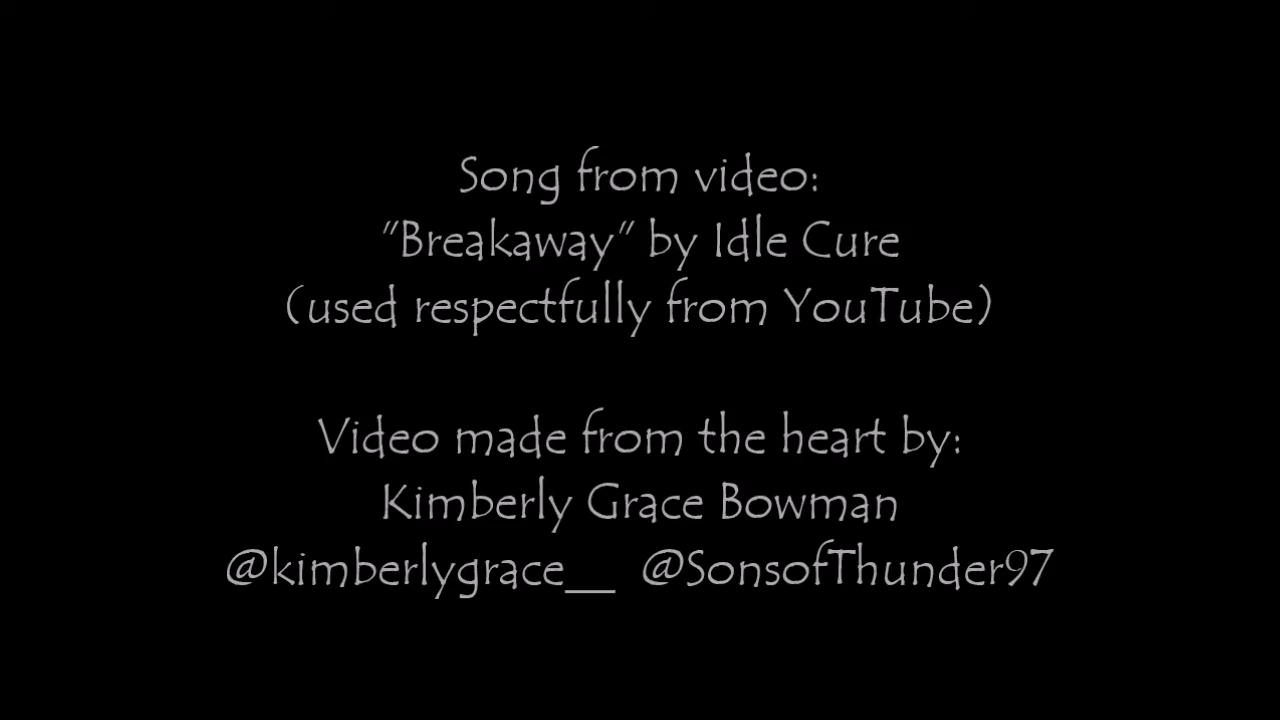 Song from video:
"Breakaway" by Idle Cure
(used respectfully from YouTube)
Video made from the heart by:
Kimberly Grace Bowman
@kimberlygrace__ @SonsofThunder97